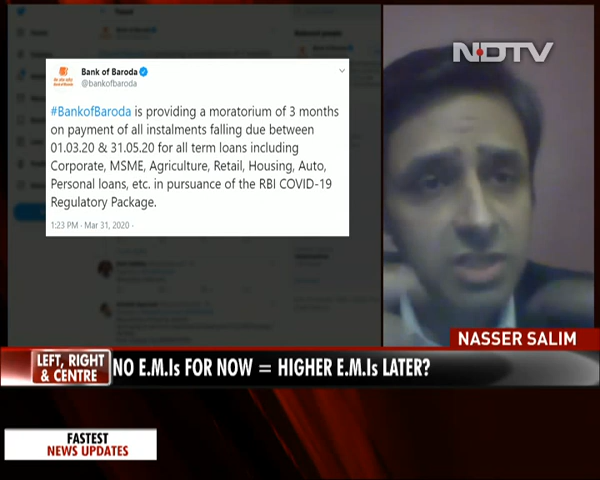 NDTV
Bank of Baroda
@bankofbaroda
#BankofBaroda is providing a moratorium of 3 months
on payment of all instalments falling due between
01.03.20 & 31.05.20 for all term loans including
Corporate, MSME, Agriculture, Retail, Housing, Auto,
Personal loans, etc. in pursuance of the RBI COVID-19
Regulatory Package.
1:23 PM · Mar 31, 2020 ·
NASSER SALIM
LEFT, RIGHT
& CENTRE
NO E.M.Is FOR NOW = HIGHER E.M.Is LATER?
FASTEST
NEWS UPDATES